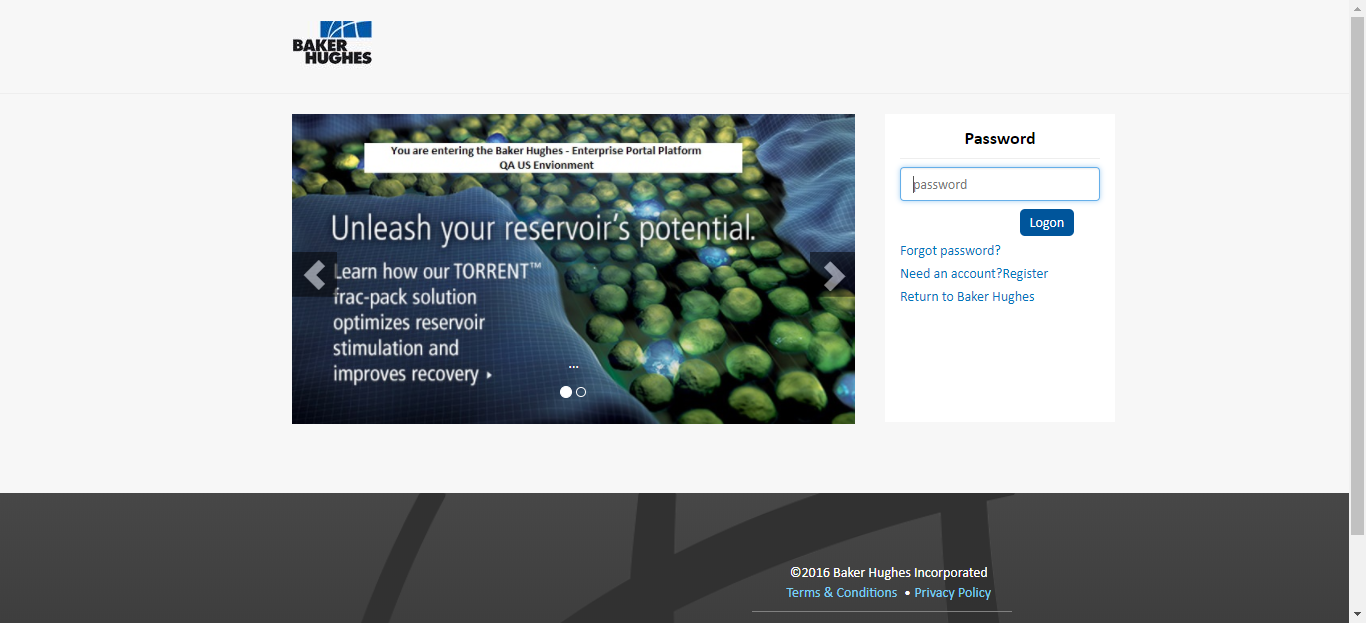 BAKER
HUGHES
You are entering the Baker Hughes - Enterprise Portal Platform
QA US Envionment
Unleash your reservoir's potential.
Learn how our TORRENT™
frac-pack solution
optimizes reservoir
stimulation and
improves recovery
...
Password
password
Logon
Forgot password?
Need an account?Register
Return to Baker Hughes
©2016 Baker Hughes Incorporated
Terms & Conditions • Privacy Policy